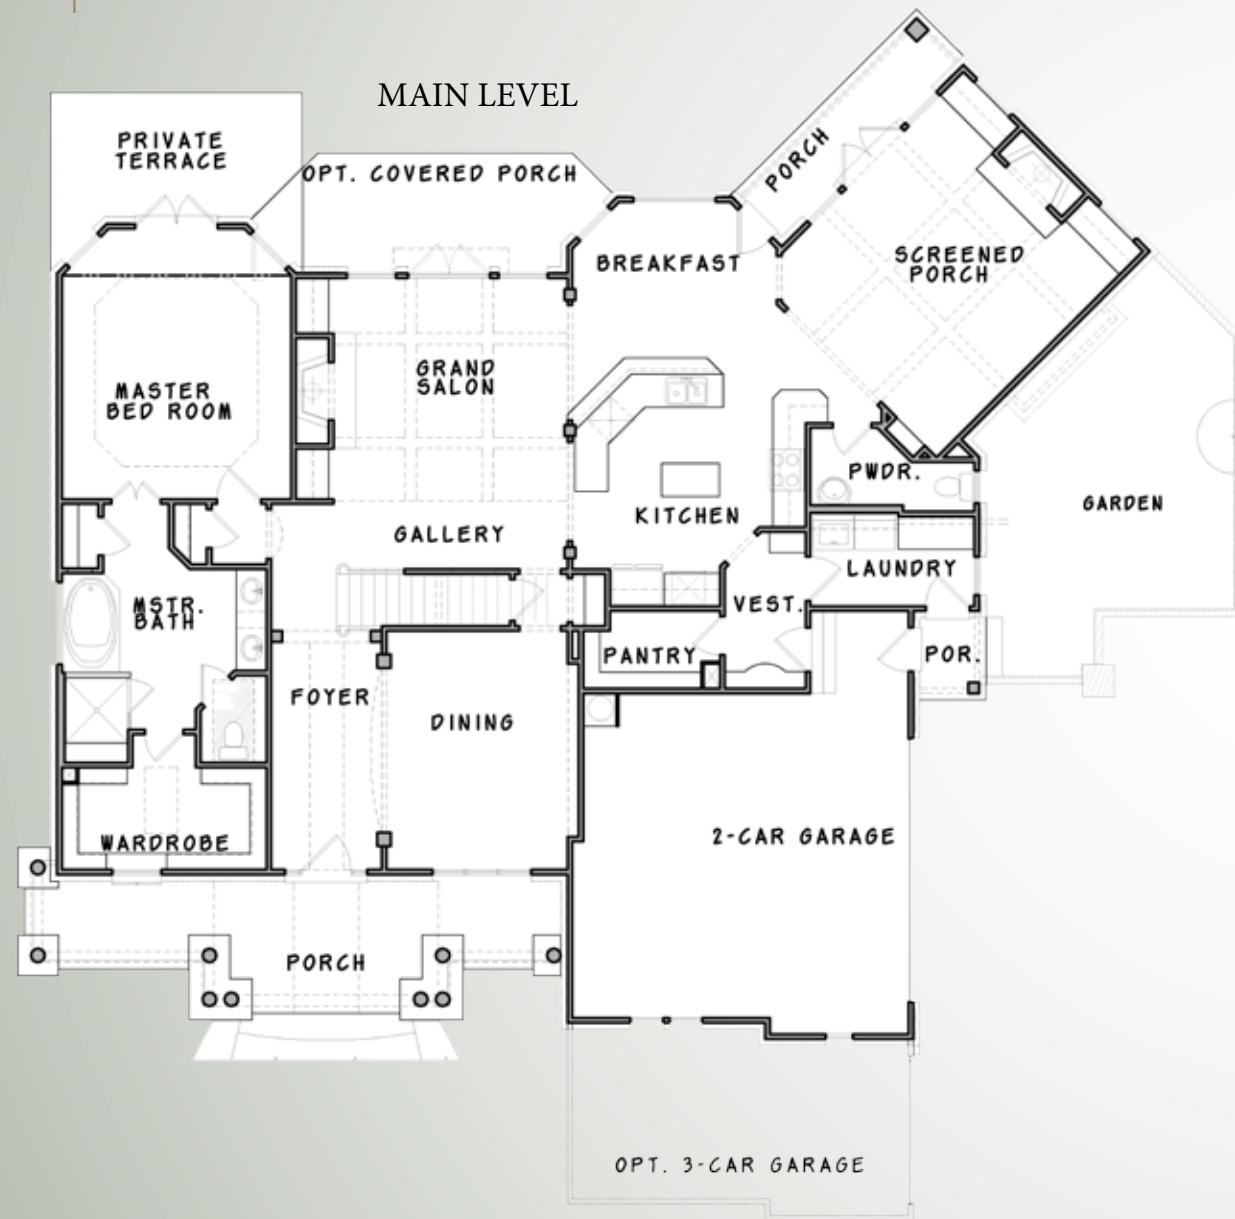 MAIN LEVEL
PRIVATE
TERRACE
OPT. COVERED PORCH
PORCH
BREAKFAST
SCREENED
PORCH
GRAND
SALON
MASTER
BED ROOM
PWDR.
GARDEN
KITCHEN
GALLERY
LAUNDRY
MSTR.
BATH
VEST.
PANTRY
POR.
FOYER
DINING
2-CAR GARAGE
WARDROBE
PORCH
OPT. 3-CAR GARAGE